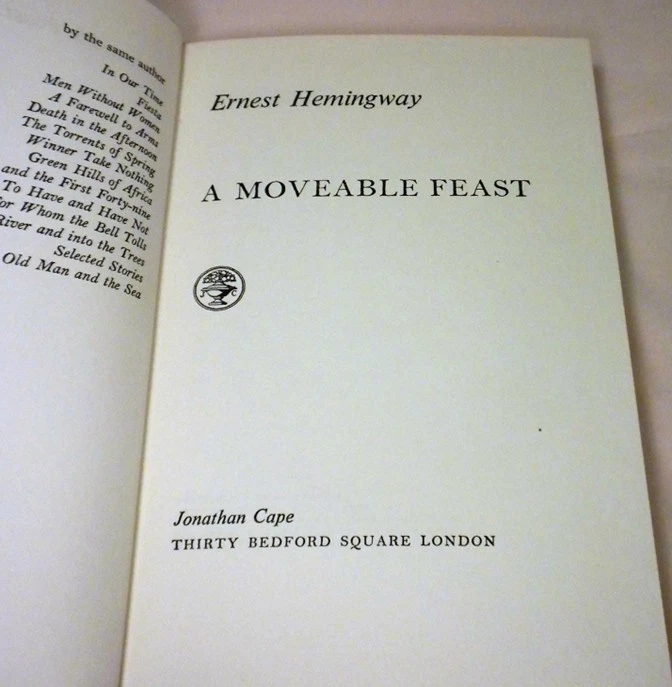 by the same author
In Our Time
Fiesta
Men Without Women
A Farewell to Arms
Death in the Afternoon
The Torrents of Spring
Winner Take Nothing
Green Hills of Africa
and the First Forty-nine
To Have and Have Not
Whom the Bell Tolls
River and into the Trees
Selected Stories
Old Man and the Sea
Ernest Hemingway
A MOVEABLE FEAST
J C
Jonathan Cape
THIRTY BEDFORD SQUARE LONDON